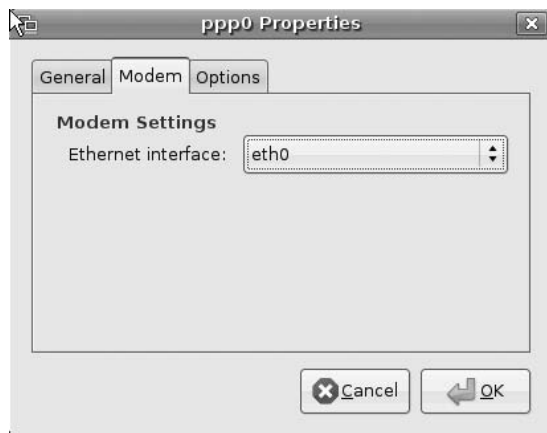 ppp0 Properties
General Modem Options
Modem Settings
Ethernet interface: eth0
Cancel OK